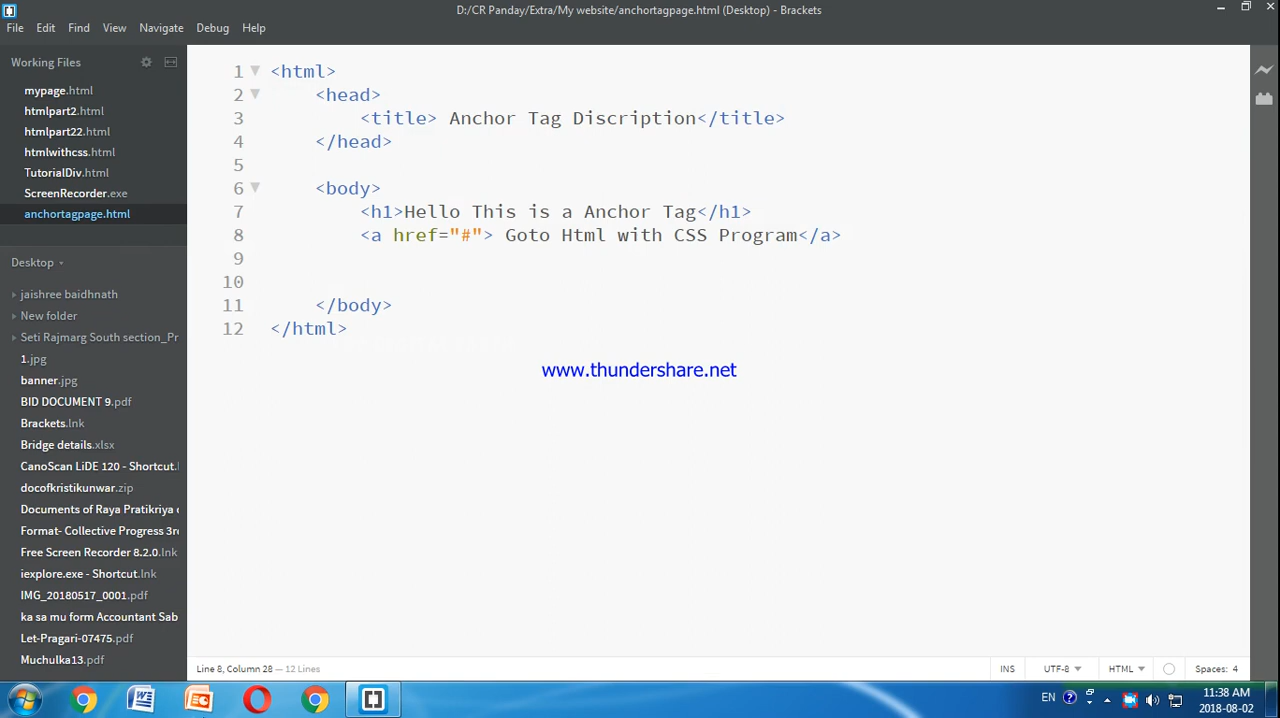 D:/CR Panday/Extra/My website/anchortagpage.html (Desktop) - Brackets
File Edit Find View Navigate Debug Help
Working Files
mypage.html
htmlpart2.html
htmlpart22.html
htmlwithcss.html
TutorialDiv.html
ScreenRecorder.exe
anchortagpage.html
Desktop
jaishree baidhnath
New folder
Seti Rajmarg South section_Pr
1.jpg
banner.jpg
BID DOCUMENT 9.pdf
Brackets.lnk
Bridge details.xlsx
CanoScan LiDE 120 - Shortcut.
docofkristikunwar.zip
Documents of Raya Pratikriya
Format- Collective Progress 3r
Free Screen Recorder 8.2.0.lnk
iexplore.exe - Shortcut.lnk
IMG_20180517_0001.pdf
ka sa mu form Accountant Sab
Let-Pragari-07475.pdf
Muchulka13.pdf
1 <html>
2 <head>
3 <title> Anchor Tag Discription</title>
4 </head>
5
6 <body>
7 <h1>Hello This is a Anchor Tag</h1>
8 <a href="#"> Goto Html with CSS Program</a>
9
10
11 </body>
12 </html>
www.thundershare.net
Line 8, Column 28 — 12 Lines
INS UTF-8 HTML Spaces: 4
EN 11:38 AM
2018-08-02